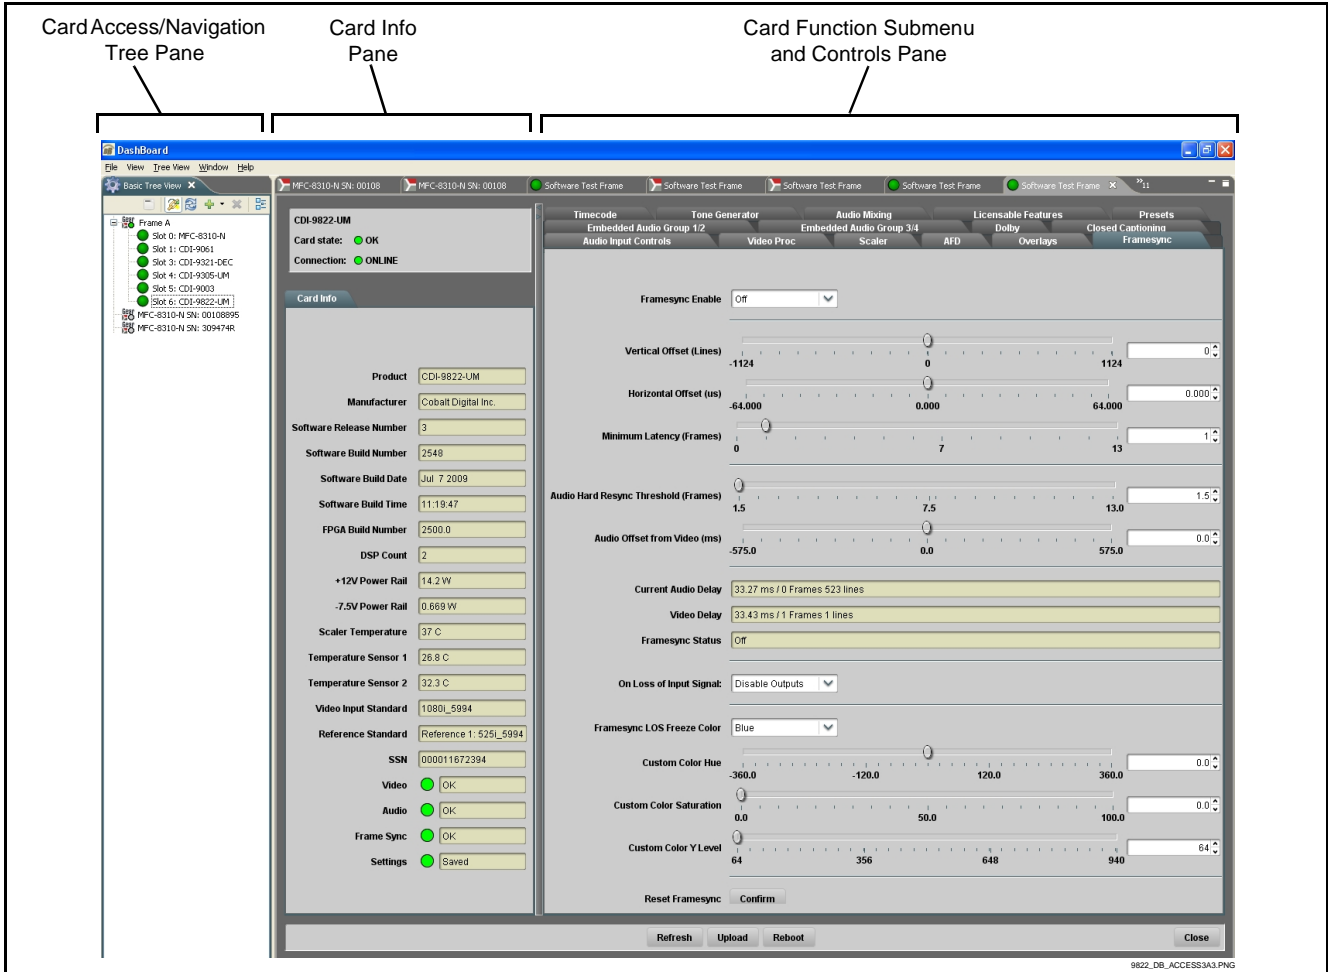 Card Access/Navigation
Tree Pane
Card Info
Pane
Card Function Submenu
and Controls Pane
DashBoard
File View Tree View Window Help
Basic Tree View
MFC-8310-N SN: 00108
MFC-8310-N SN: 00108
Software Test Frame
Software Test Frame
Software Test Frame
Software Test Frame
Software Test Frame
»11
Frame A
Slot 0: MFC-8310-N
Slot 1: CDI-9061
Slot 3: CDI-9321-DEC
Slot 4: CDI-9305-UM
Slot 5: CDI-9003
Slot 6: CDI-9822-UM
MFC-8310-N SN: 00108895
MFC-8310-N SN: 309474R
CDI-9822-UM
Card state: OK
Connection: ONLINE
Card Info
Product CDI-9822-UM
Manufacturer Cobalt Digital Inc.
Software Release Number 3
Software Build Number 2548
Software Build Date Jul 7 2009
Software Build Time 11:19:47
FPGA Build Number 2500.0
DSP Count 2
+12V Power Rail 14.2 W
-7.5V Power Rail 0.669 W
Scaler Temperature 37 C
Temperature Sensor 1 26.8 C
Temperature Sensor 2 32.3 C
Video Input Standard 1080i_5994
Reference Standard Reference 1: 525i_5994
SSN 000011672394
Video OK
Audio OK
Frame Sync OK
Settings Saved
Timecode Tone Generator Audio Mixing Licensable Features Presets
Embedded Audio Group 1/2 Embedded Audio Group 3/4 Dolby Closed Captioning
Audio Input Controls Video Proc Scaler AFD Overlays Framesync
Framesync Enable Off
Vertical Offset (Lines) 0
-1124 0 1124
Horizontal Offset (us) 0.000
-64.000 0.000 64.000
Minimum Latency (Frames) 1
0 7 13
Audio Hard Resync Threshold (Frames) 1.5
1.5 7.5 13.0
Audio Offset from Video (ms) 0.0
-575.0 0.0 575.0
Current Audio Delay 33.27 ms / 0 Frames 523 lines
Video Delay 33.43 ms / 1 Frames 1 lines
Framesync Status Off
On Loss of Input Signal: Disable Outputs
Framesync LOS Freeze Color Blue
Custom Color Hue 0.0
-360.0 -120.0 120.0 360.0
Custom Color Saturation 0.0
0.0 50.0 100.0
Custom Color Y Level 64
64 356 648 940
Reset Framesync Confirm
Refresh Upload Reboot Close
9822_DB_ACCESS3A3.PNG